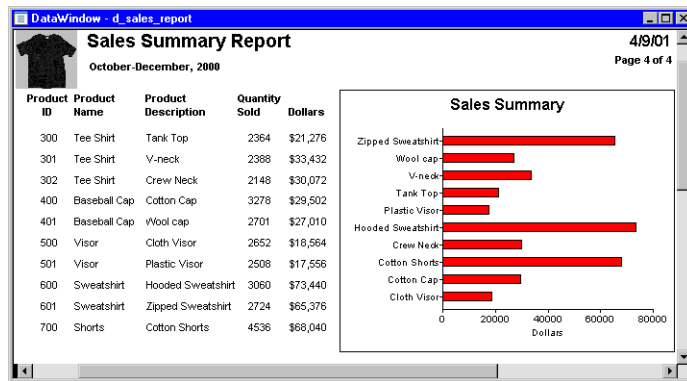 DataWindow - d_sales_report
Sales Summary Report
4/9/01
October-December, 2000
Page 4 of 4
Product Product Product Quantity
ID Name Description Sold Dollars
300 Tee Shirt Tank Top 2364 $21,276
301 Tee Shirt V-neck 2388 $33,432
302 Tee Shirt Crew Neck 2148 $30,072
400 Baseball Cap Cotton Cap 3278 $29,502
401 Baseball Cap Wool cap 2701 $27,010
500 Visor Cloth Visor 2652 $18,564
501 Visor Plastic Visor 2508 $17,556
600 Sweatshirt Hooded Sweatshirt 3060 $73,440
601 Sweatshirt Zipped Sweatshirt 2724 $65,376
700 Shorts Cotton Shorts 4536 $68,040
Sales Summary
Zipped Sweatshirt
Wool cap
V-neck
Tank Top
Plastic Visor
Hooded Sweatshirt
Crew Neck
Cotton Shorts
Cotton Cap
Cloth Visor
0 20000 40000 60000 80000
Dollars